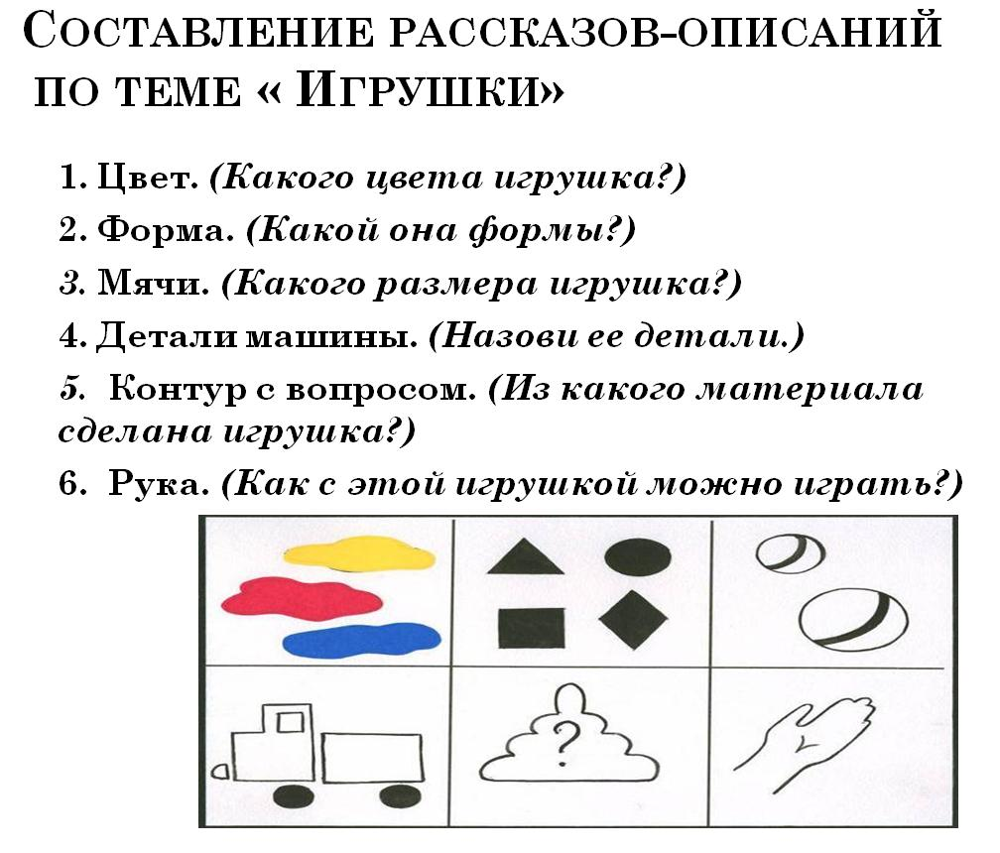 Составление рассказов-описаний
по теме « Игрушки»
1. Цвет. (Какого цвета игрушка?)
2. Форма. (Какой она формы?)
3. Мячи. (Какого размера игрушка?)
4. Детали машины. (Назови ее детали.)
5. Контур с вопросом. (Из какого материала
сделана игрушка?)
6. Рука. (Как с этой игрушкой можно играть?)
?